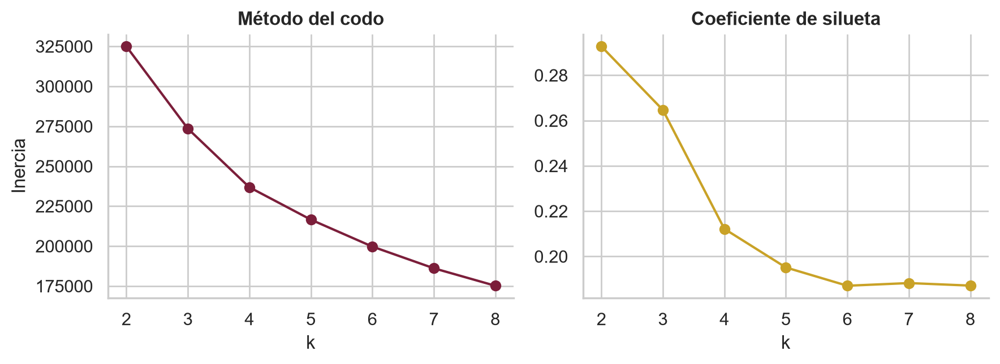 Método del codo
Inercia
325000
300000
275000
250000
225000
200000
175000
2 3 4 5 6 7 8
k
Coeficiente de silueta
0.28
0.26
0.24
0.22
0.20
2 3 4 5 6 7 8
k